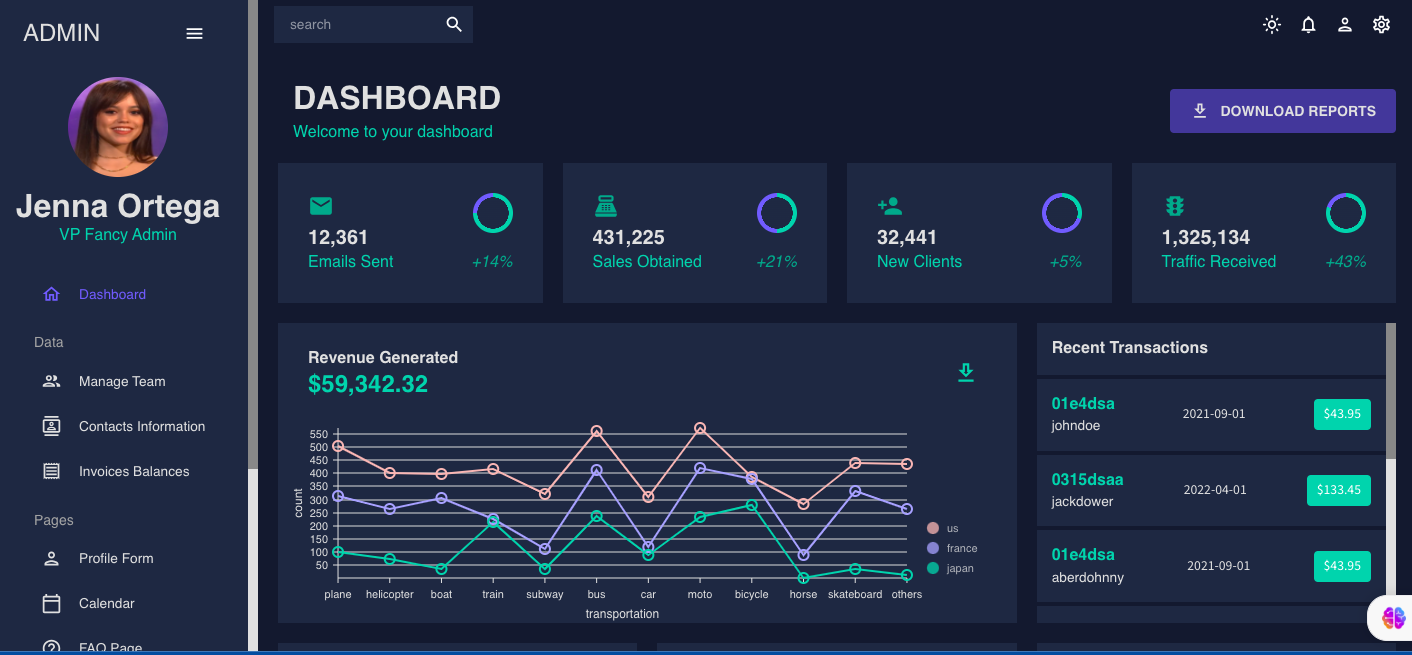 ADMIN
search
Jenna Ortega
VP Fancy Admin
Dashboard
Data
Manage Team
Contacts Information
Invoices Balances
Pages
Profile Form
Calendar
FAQ Page
DASHBOARD
Welcome to your dashboard
DOWNLOAD REPORTS
12,361
Emails Sent
+14%
431,225
Sales Obtained
+21%
32,441
New Clients
+5%
1,325,134
Traffic Received
+43%
Revenue Generated
$59,342.32
550
500
450
400
350
300
250
200
150
100
50
count
plane helicopter boat train subway bus car moto bicycle horse skateboard others
transportation
us
france
japan
Recent Transactions
01e4dsa
johndoe
2021-09-01
$43.95
0315dsaa
jackdower
2022-04-01
$133.45
01e4dsa
aberdohnny
2021-09-01
$43.95